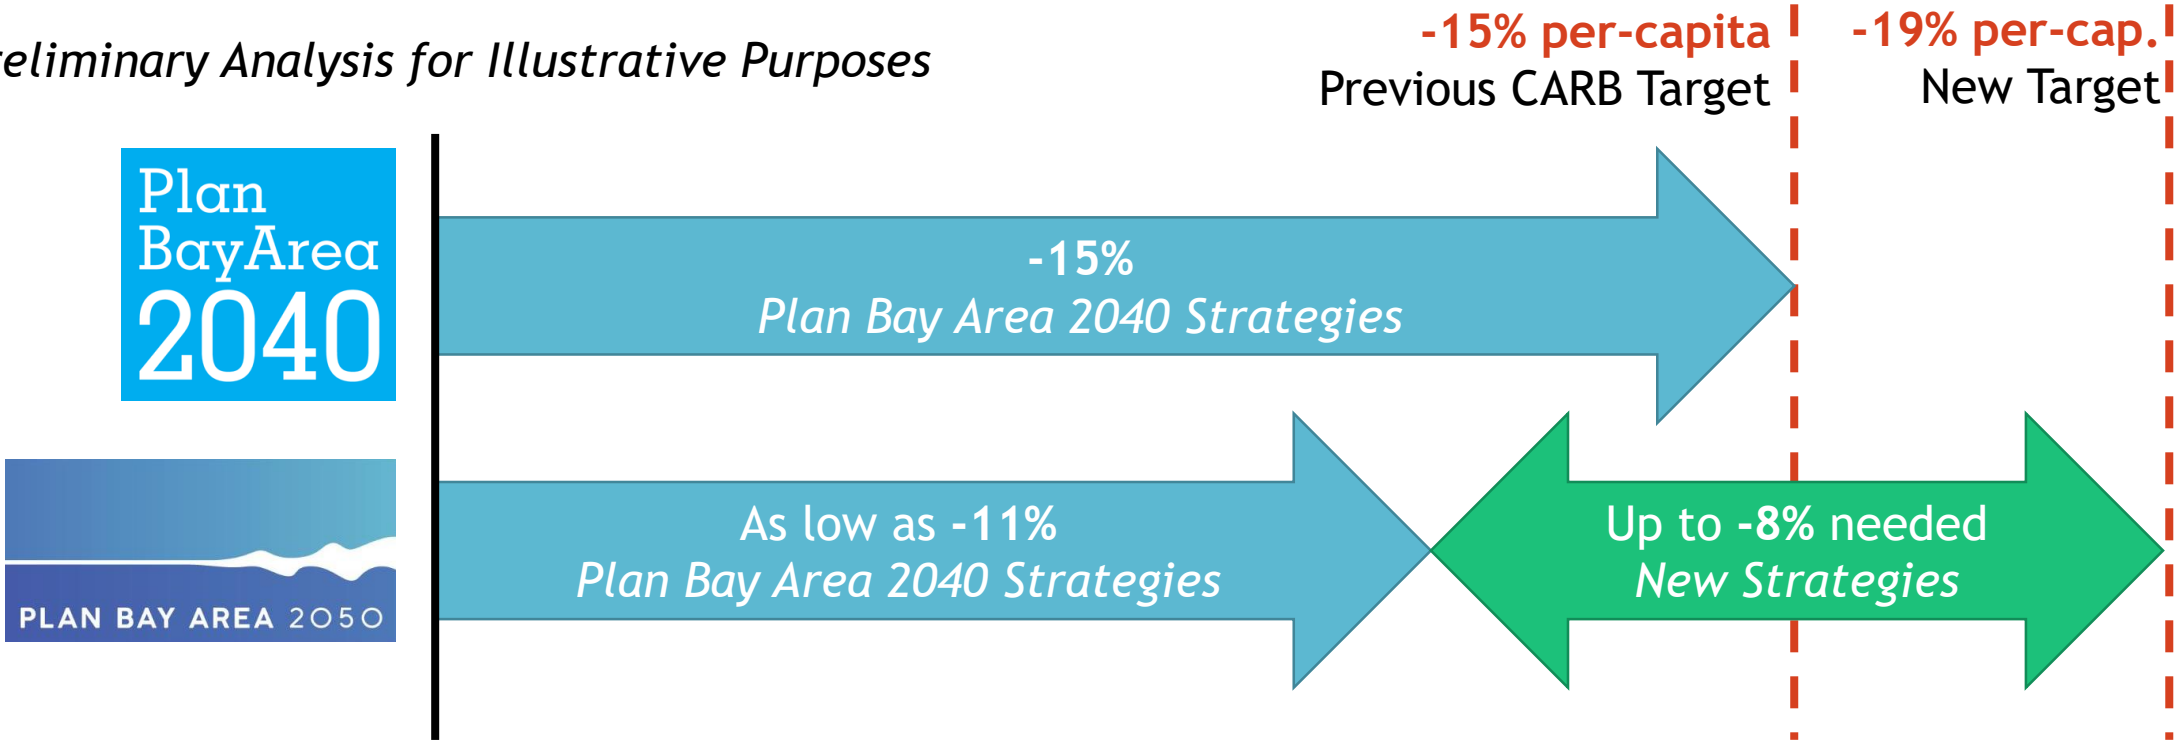 eliminary Analysis for Illustrative Purposes
-15% per-capita
Previous CARB Target
-19% per-cap.
New Target
Plan
BayArea
2040
-15%
Plan Bay Area 2040 Strategies
PLAN BAY AREA 2050
As low as -11%
Plan Bay Area 2040 Strategies
Up to -8% needed
New Strategies